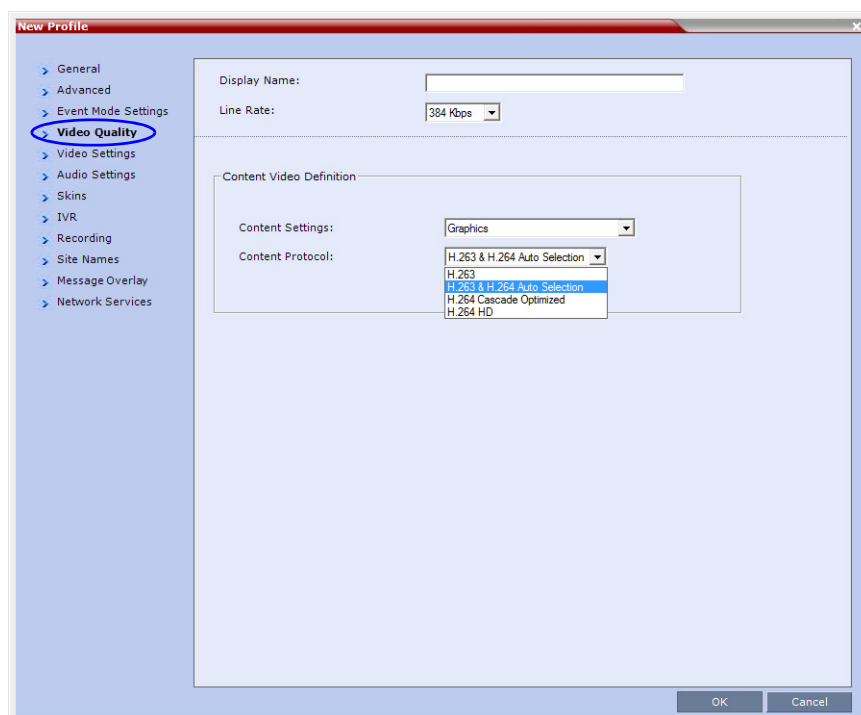 New Profile
General
Advanced
Event Mode Settings
Video Quality
Video Settings
Audio Settings
Skins
IVR
Recording
Site Names
Message Overlay
Network Services
Display Name:
Line Rate:
384 Kbps
Content Video Definition
Content Settings:
Graphics
Content Protocol:
H.263 & H.264 Auto Selection
H.263
H.263 & H.264 Auto Selection
H.264 Cascade Optimized
H.264 HD
OK
Cancel